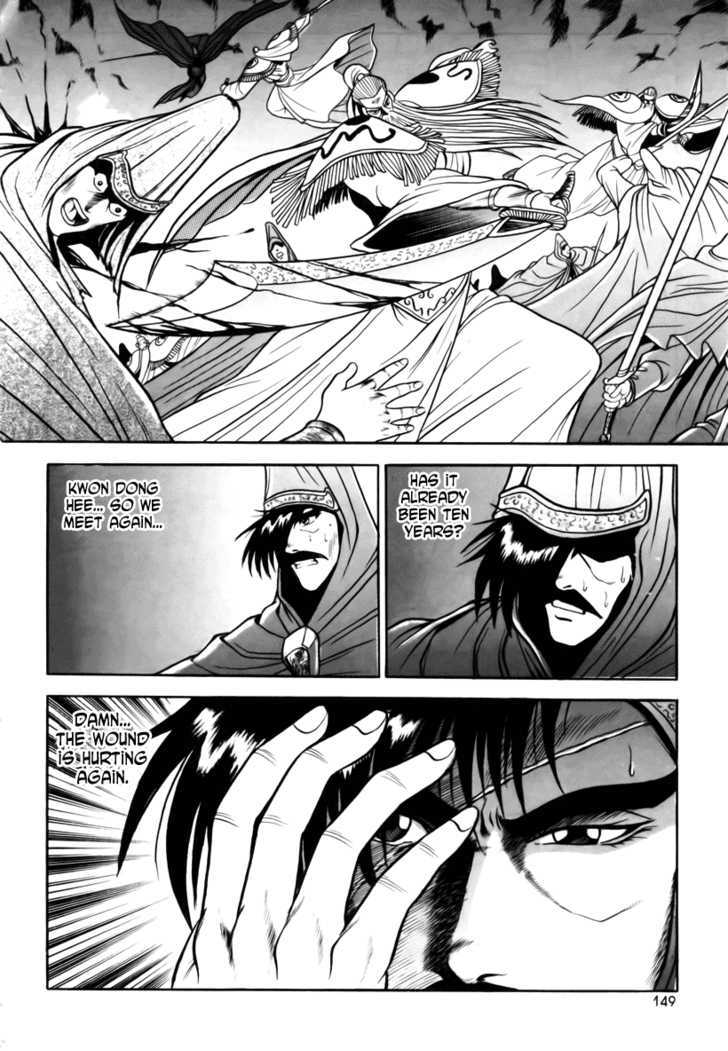 HAS IT
ALREADY
BEEN TEN
YEARS?
KWON DONG
HEE... SO WE
MEET AGAIN...
DAMN...
THE WOUND
IS HURTING
AGAIN.
149